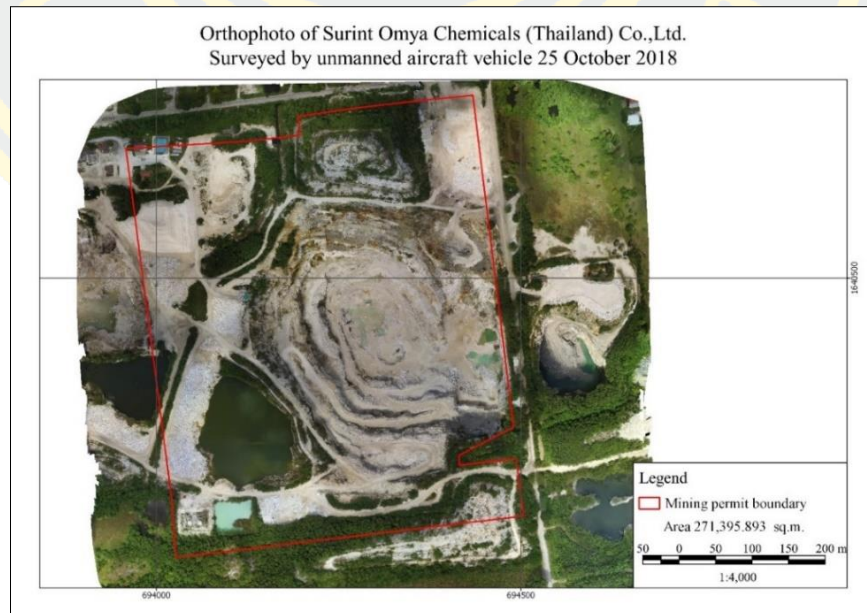 Orthophoto of Surint Omya Chemicals (Thailand) Co.,Ltd.
Surveyed by unmanned aircraft vehicle 25 October 2018
1640500
Legend
Mining permit boundary
Area 271,395.893 sq.m.
50 0 50 100 150 200 m
1:4,000
694000
694500